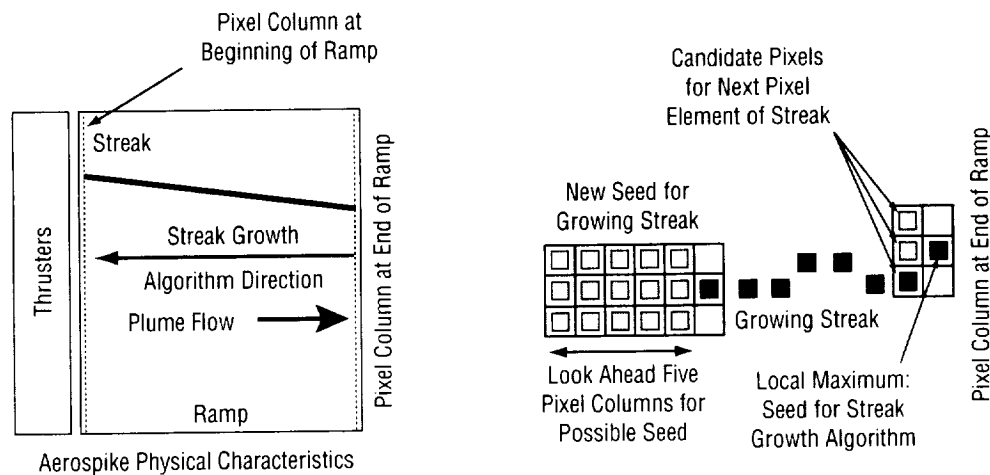 Pixel Column at
Beginning of Ramp
Thrusters
Streak
Streak Growth
Algorithm Direction
Plume Flow
Ramp
Pixel Column at End of Ramp
Aerospike Physical Characteristics
Candidate Pixels
for Next Pixel
Element of Streak
New Seed for
Growing Streak
Growing Streak
Look Ahead Five
Pixel Columns for
Possible Seed
Local Maximum:
Seed for Streak
Growth Algorithm
Pixel Column at End of Ramp